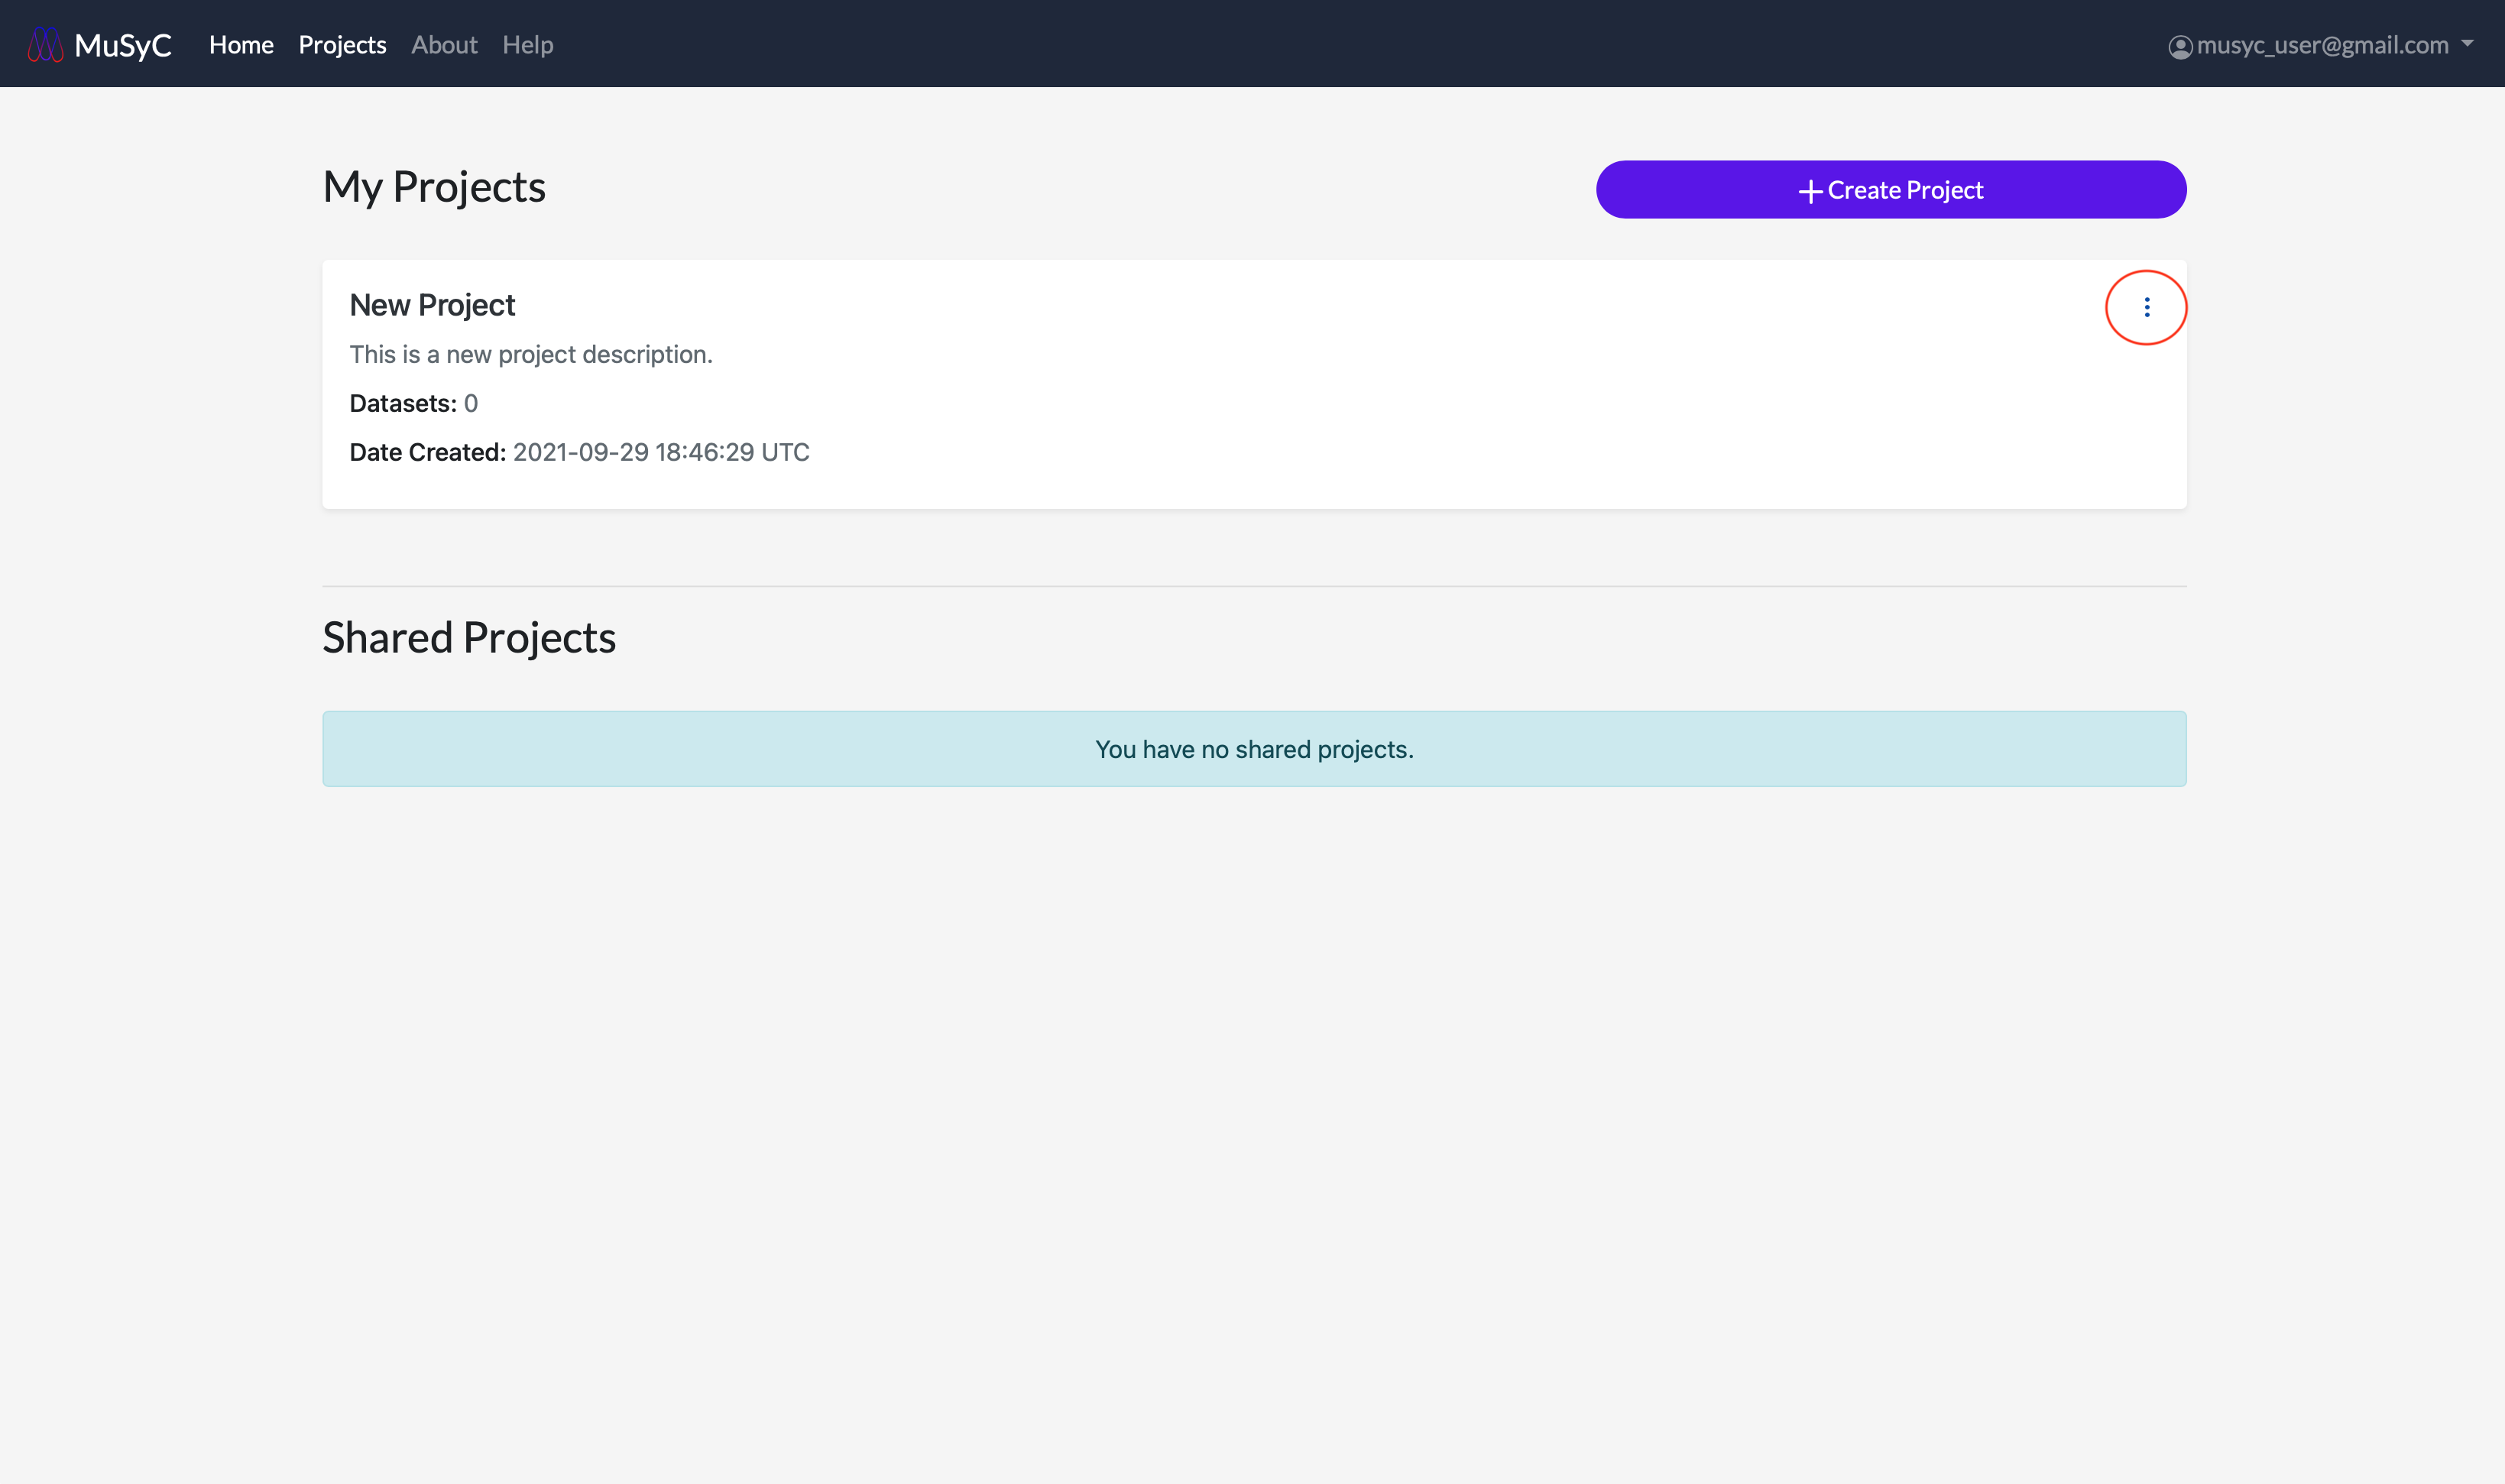 MuSyC Home Projects About Help musyc_user@gmail.com
My Projects
Create Project
New Project
This is a new project description.
Datasets: 0
Date Created: 2021-09-29 18:46:29 UTC
Shared Projects
You have no shared projects.